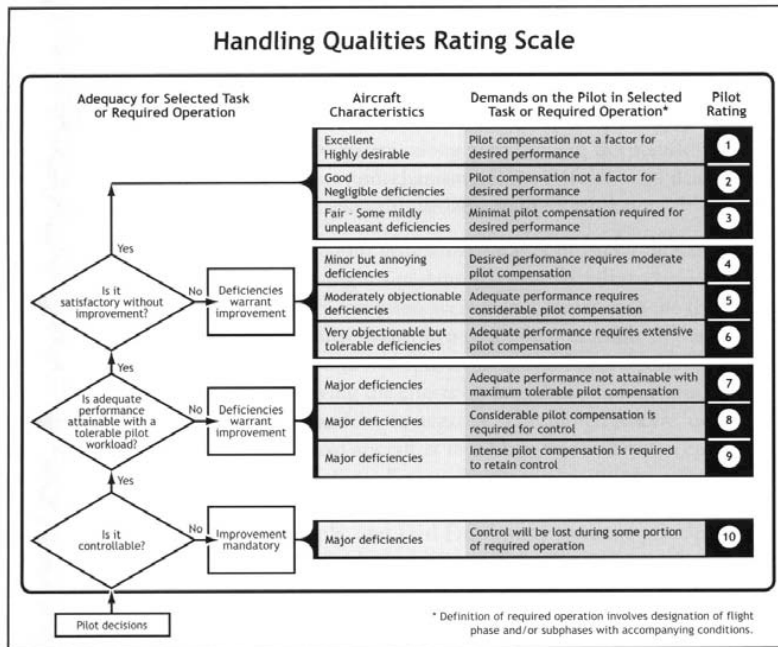 Handling Qualities Rating Scale
Adequacy for Selected Task
or Required Operation
Aircraft
Characteristics
Demands on the Pilot in Selected
Task or Required Operation*
Pilot
Rating
Excellent
Highly desirable
Pilot compensation not a factor for
desired performance
1
Good
Negligible deficiencies
Pilot compensation not a factor for
desired performance
2
Fair - Some mildly
unpleasant deficiencies
Minimal pilot compensation required for
desired performance
3
Yes
Is it
satisfactory without
improvement?
No
Deficiencies
warrant
improvement
Minor but annoying
deficiencies
Desired performance requires moderate
pilot compensation
4
Moderately objectionable
deficiencies
Adequate performance requires
considerable pilot compensation
5
Very objectionable but
tolerable deficiencies
Adequate performance requires extensive
pilot compensation
6
Yes
Is adequate
performance
attainable with a
tolerable pilot
workload?
No
Deficiencies
warrant
improvement
Major deficiencies
Adequate performance not attainable with
maximum tolerable pilot compensation
7
Major deficiencies
Considerable pilot compensation is
required for control
8
Major deficiencies
Intense pilot compensation is required
to retain control
9
Yes
Is it
controllable?
No
Improvement
mandatory
Major deficiencies
Control will be lost during some portion
of required operation
10
Pilot decisions
* Definition of required operation involves designation of flight
phase and/or subphases with accompanying conditions.